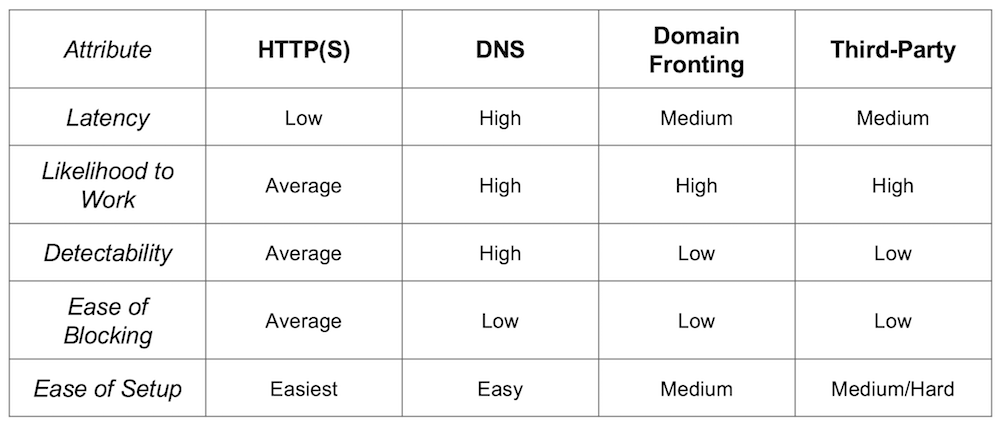 Attribute HTTP(S) DNS Domain Fronting Third-Party
Latency Low High Medium Medium
Likelihood to Work Average High High High
Detectability Average High Low Low
Ease of Blocking Average Low Low Low
Ease of Setup Easiest Easy Medium Medium/Hard